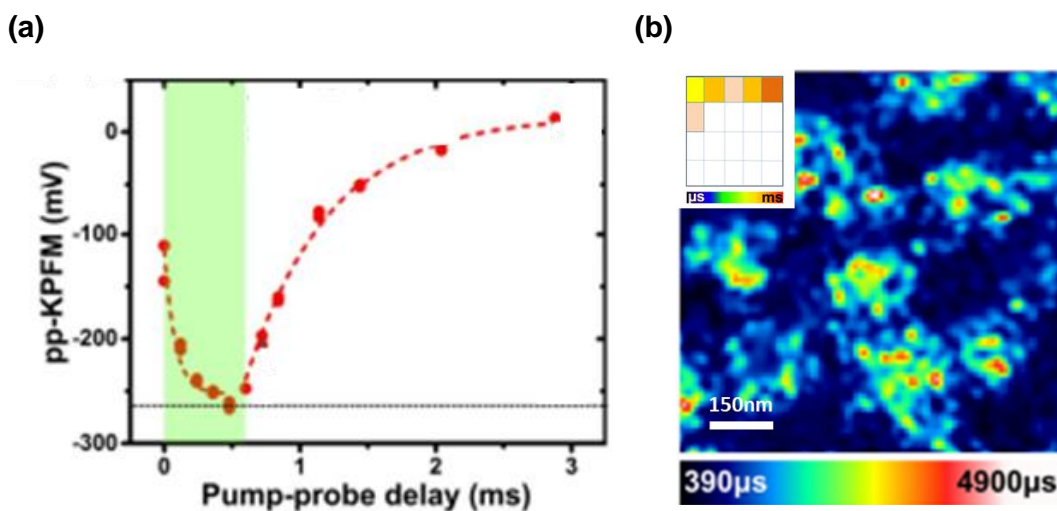 (a)
(b)
pp-KPFM (mV)
0
-100
-200
-300
0
1
2
3
Pump-probe delay (ms)
µs
ms
150nm
390µs
4900µs